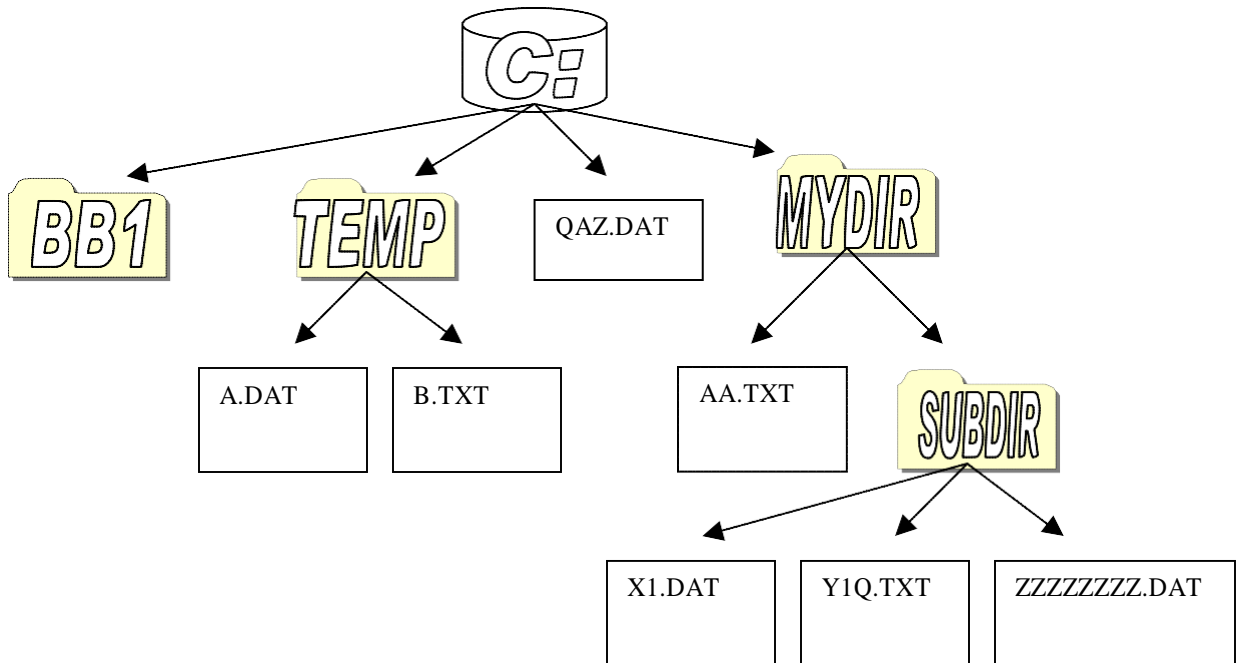 C:
BB1
TEMP
QAZ.DAT
MYDIR
A.DAT
B.TXT
AA.TXT
SUBDIR
X1.DAT
Y1Q.TXT
ZZZZZZZZ.DAT